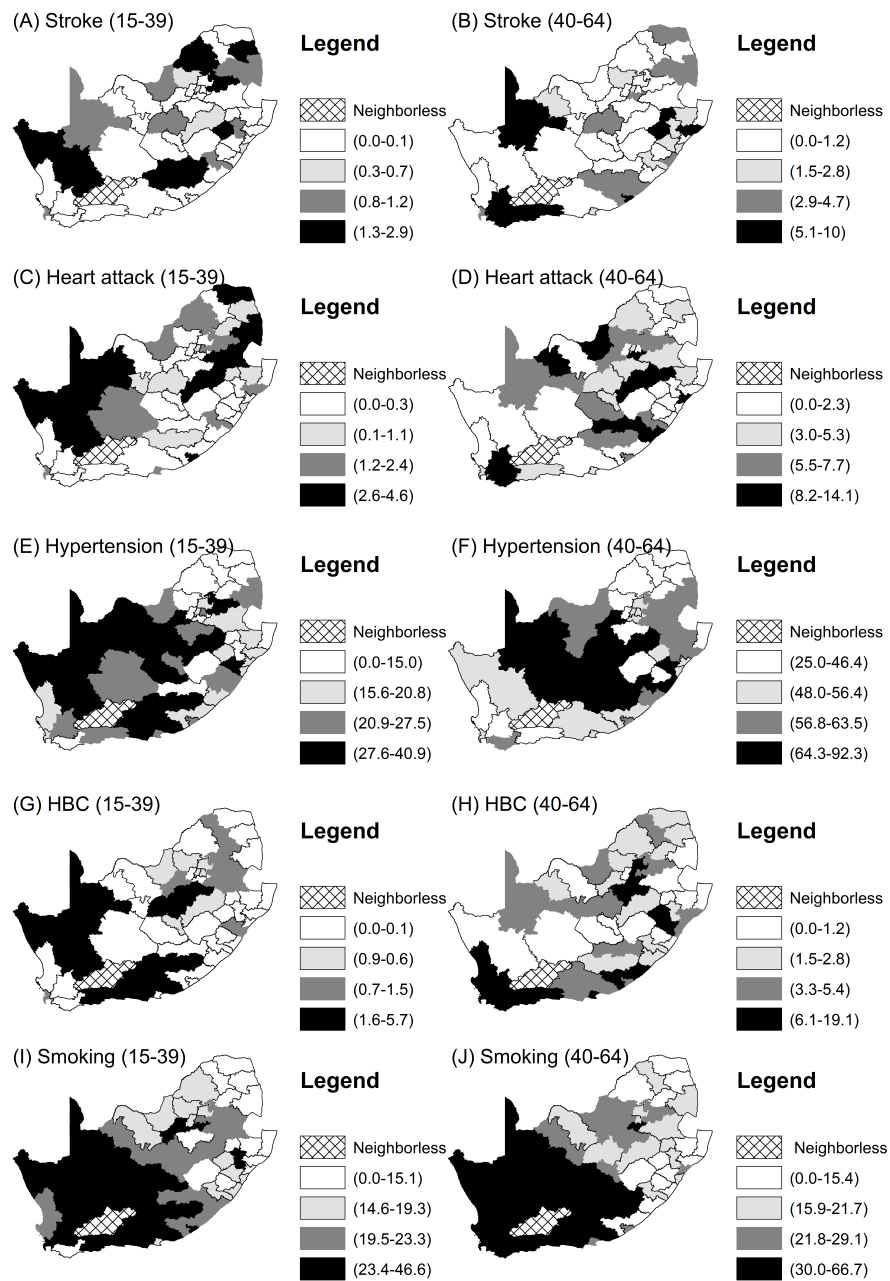 (A) Stroke (15-39)
Legend
Neighborless
(0.0-0.1)
(0.3-0.7)
(0.8-1.2)
(1.3-2.9)
(B) Stroke (40-64)
Legend
Neighborless
(0.0-1.2)
(1.5-2.8)
(2.9-4.7)
(5.1-10)
(C) Heart attack (15-39)
Legend
Neighborless
(0.0-0.3)
(0.1-1.1)
(1.2-2.4)
(2.6-4.6)
(D) Heart attack (40-64)
Legend
Neighborless
(0.0-2.3)
(3.0-5.3)
(5.5-7.7)
(8.2-14.1)
(E) Hypertension (15-39)
Legend
Neighborless
(0.0-15.0)
(15.6-20.8)
(20.9-27.5)
(27.6-40.9)
(F) Hypertension (40-64)
Legend
Neighborless
(25.0-46.4)
(48.0-56.4)
(56.8-63.5)
(64.3-92.3)
(G) HBC (15-39)
Legend
Neighborless
(0.0-0.1)
(0.9-0.6)
(0.7-1.5)
(1.6-5.7)
(H) HBC (40-64)
Legend
Neighborless
(0.0-1.2)
(1.5-2.8)
(3.3-5.4)
(6.1-19.1)
(I) Smoking (15-39)
Legend
Neighborless
(0.0-15.1)
(14.6-19.3)
(19.5-23.3)
(23.4-46.6)
(J) Smoking (40-64)
Legend
Neighborless
(0.0-15.4)
(15.9-21.7)
(21.8-29.1)
(30.0-66.7)